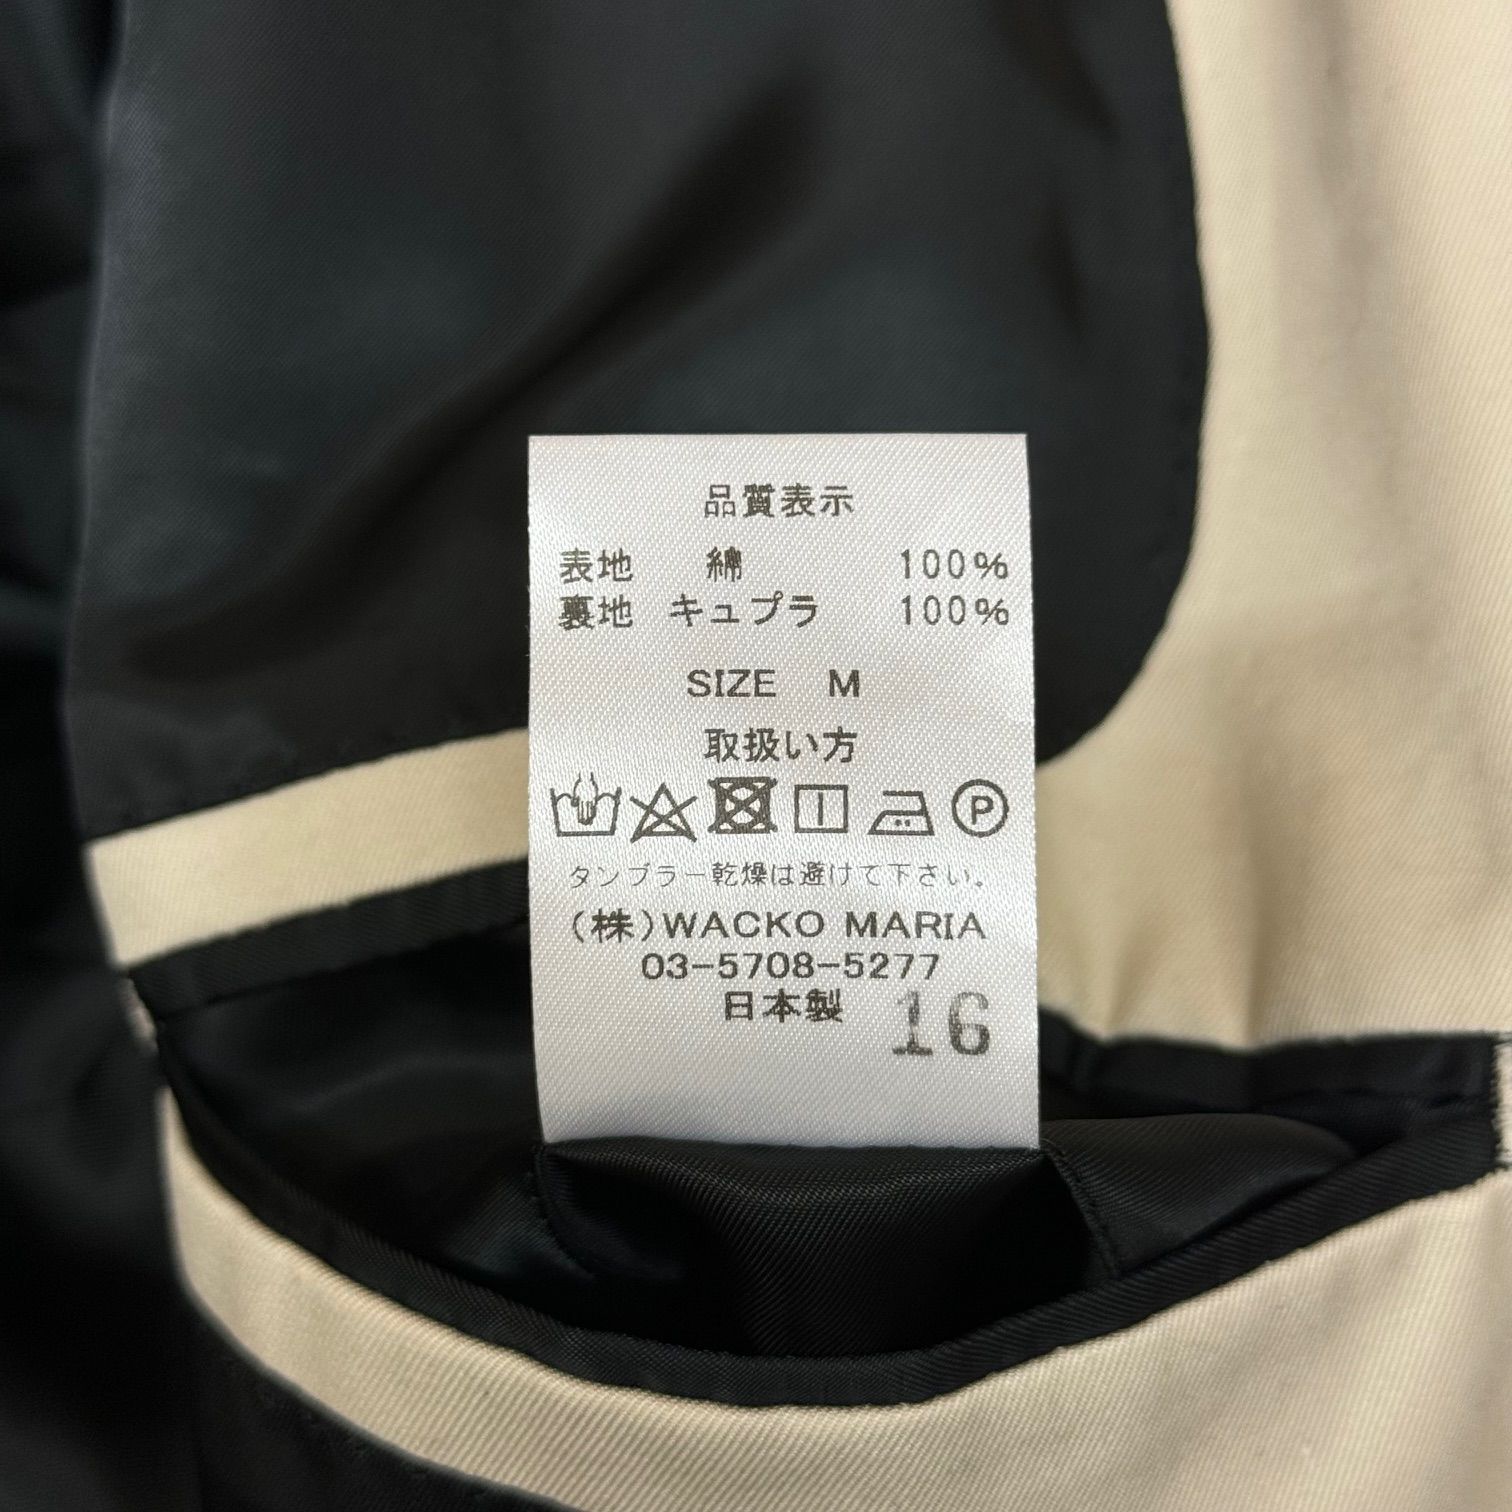 品質表示
表地 綿 100%
裏地 キュプラ 100%
SIZE M
取扱い方
P
タンブラー乾燥は避けて下さい。
(株)WACKO MARIA
03-5708-5277
日本製 16